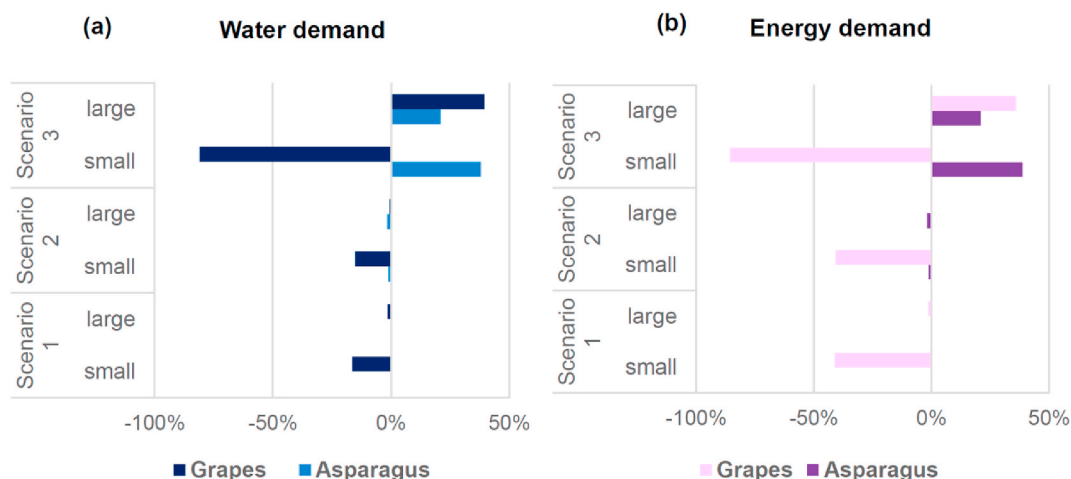 (a) Water demand
Scenario 3
large
small
Scenario 2
large
small
Scenario 1
large
small
-100% -50% 0% 50%
Grapes Asparagus
(b) Energy demand
Scenario 3
large
small
Scenario 2
large
small
Scenario 1
large
small
-100% -50% 0% 50%
Grapes Asparagus